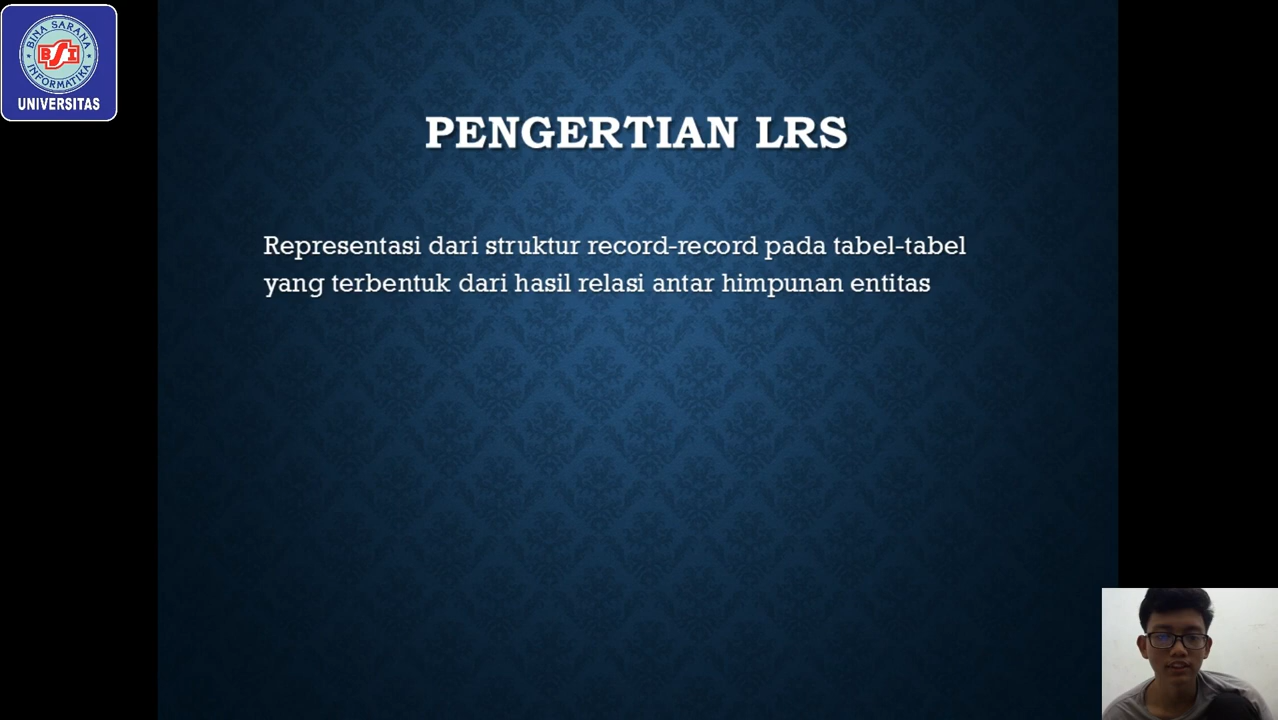 BINA SARANA
BSI
INFORMATIKA
UNIVERSITAS
PENGERTIAN LRS
Representasi dari struktur record-record pada tabel-tabel
yang terbentuk dari hasil relasi antar himpunan entitas